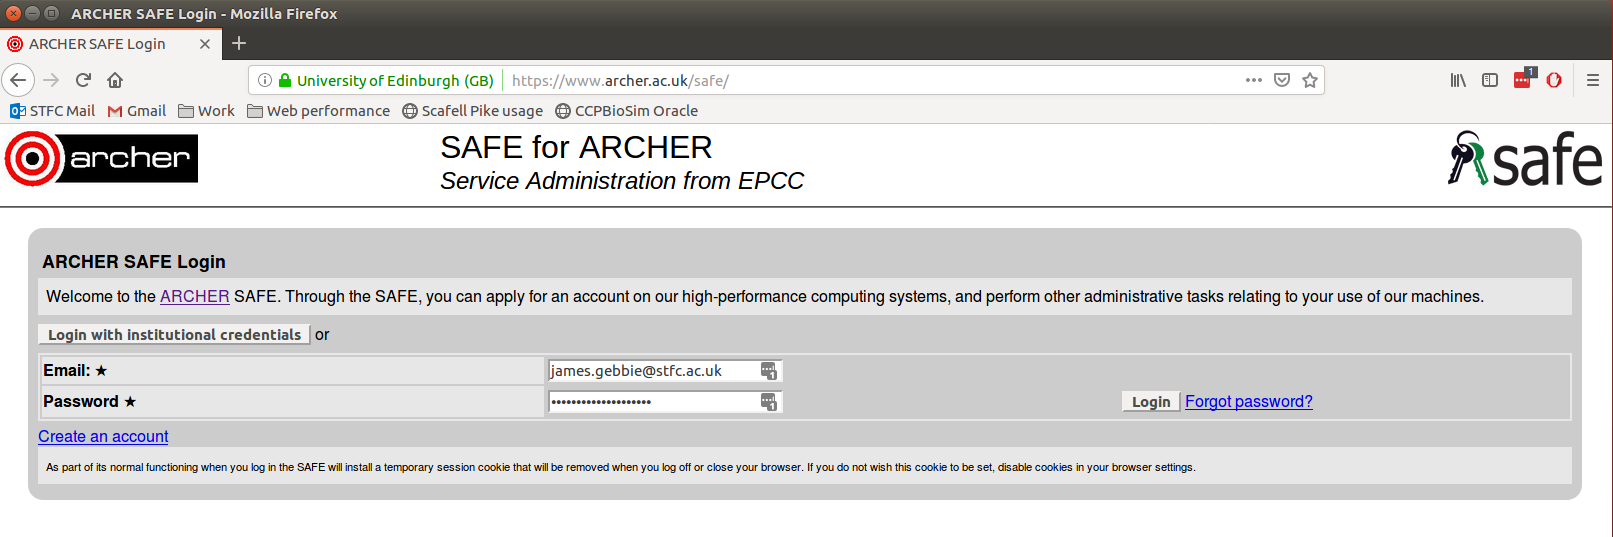 ARCHER SAFE Login - Mozilla Firefox
ARCHER SAFE Login
University of Edinburgh (GB) https://www.archer.ac.uk/safe/
1
STFC Mail Gmail Work Web performance Scafell Pike usage CCPBioSim Oracle
archer
SAFE for ARCHER
Service Administration from EPCC
safe
ARCHER SAFE Login
Welcome to the ARCHER SAFE. Through the SAFE, you can apply for an account on our high-performance computing systems, and perform other administrative tasks relating to your use of our machines.
Login with institutional credentials or
Email: ★ james.gebbie@stfc.ac.uk 1
Password ★ •••••••••••••••••••• 1 Login Forgot password?
Create an account
As part of its normal functioning when you log in the SAFE will install a temporary session cookie that will be removed when you log off or close your browser. If you do not wish this cookie to be set, disable cookies in your browser settings.